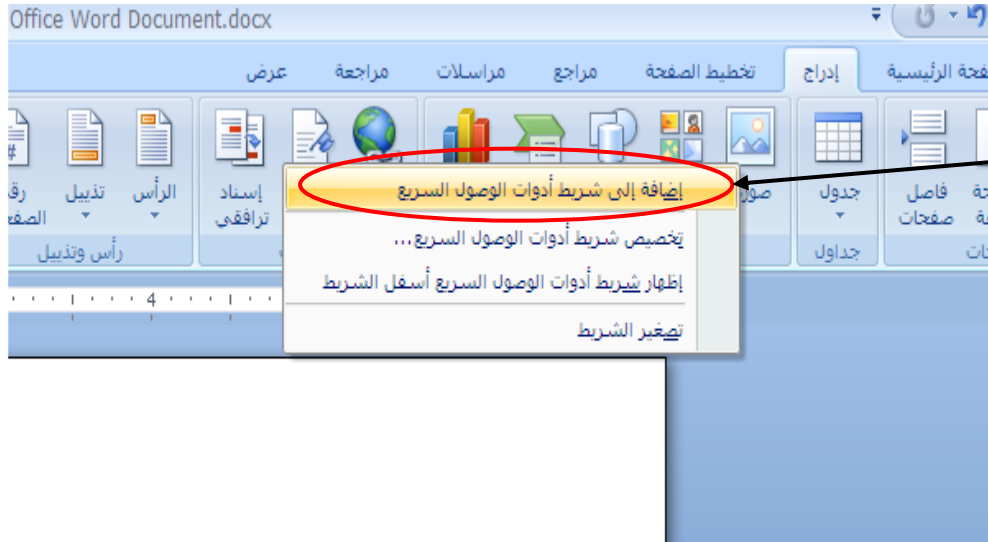 Office Word Document.docx
فحة الرئيسية إدراج تخطيط الصفحة مراجع مراسلات مراجعة عرض
فاصل صفحات
جدول
إسناد ترافقي
الرأس
تذييل
جداول
رأس وتذييل
إضافة إلى شريط أدوات الوصول السريع
تخصيص شريط أدوات الوصول السريع...
إظهار شريط أدوات الوصول السريع أسفل الشريط
تصغير الشريط
4